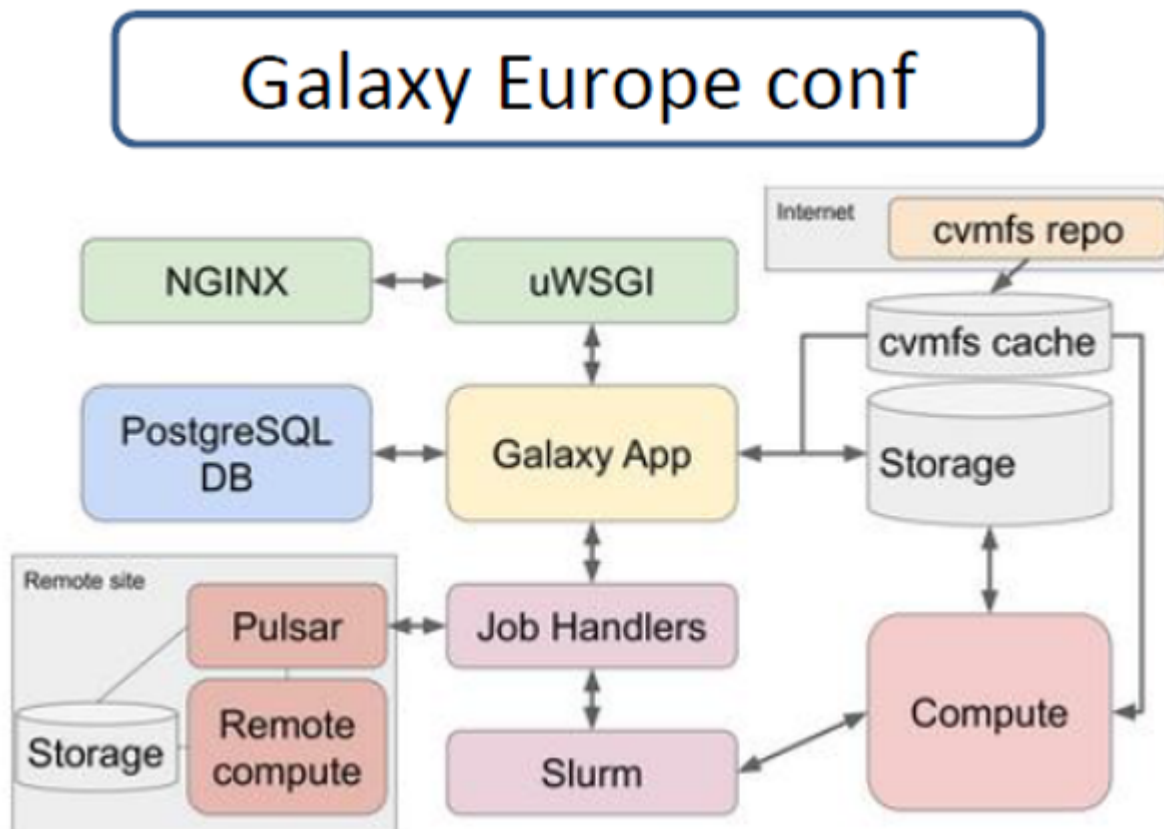 Galaxy Europe conf
Internet
cvmfs repo
NGINX
uWSGI
cvmfs cache
PostgreSQL
DB
Galaxy App
Storage
Remote site
Pulsar
Job Handlers
Storage
Remote
compute
Slurm
Compute